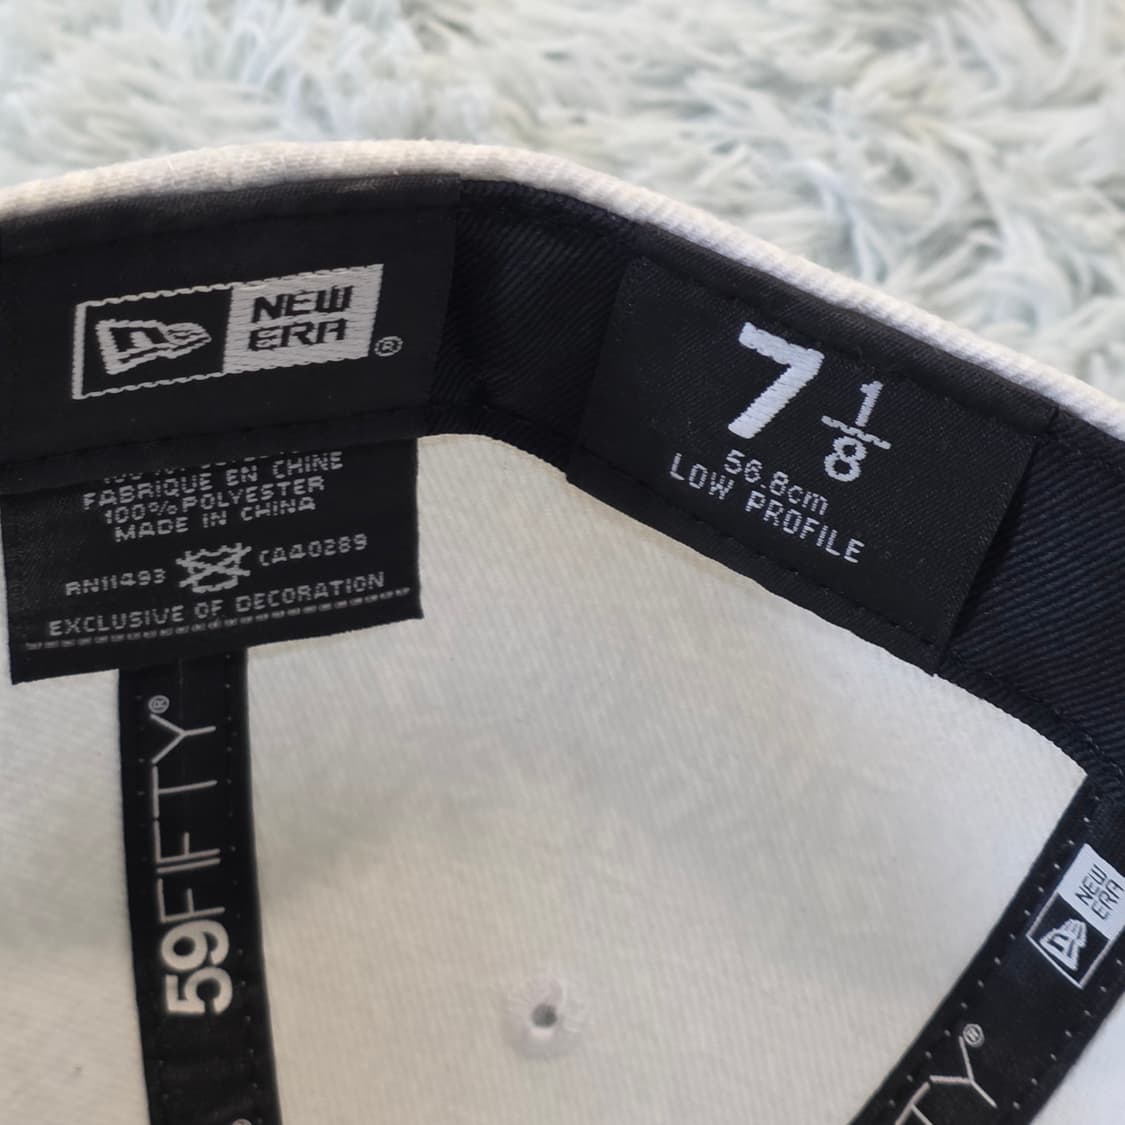 NEW
ERA
®
FABRIQUE EN CHINE
100% POLYESTER
MADE IN CHINA
RN11493
CA40289
EXCLUSIVE OF DECORATION
7 1/8
56.8cm
LOW PROFILE
59FIFTY®
NEW
ERA
TY®